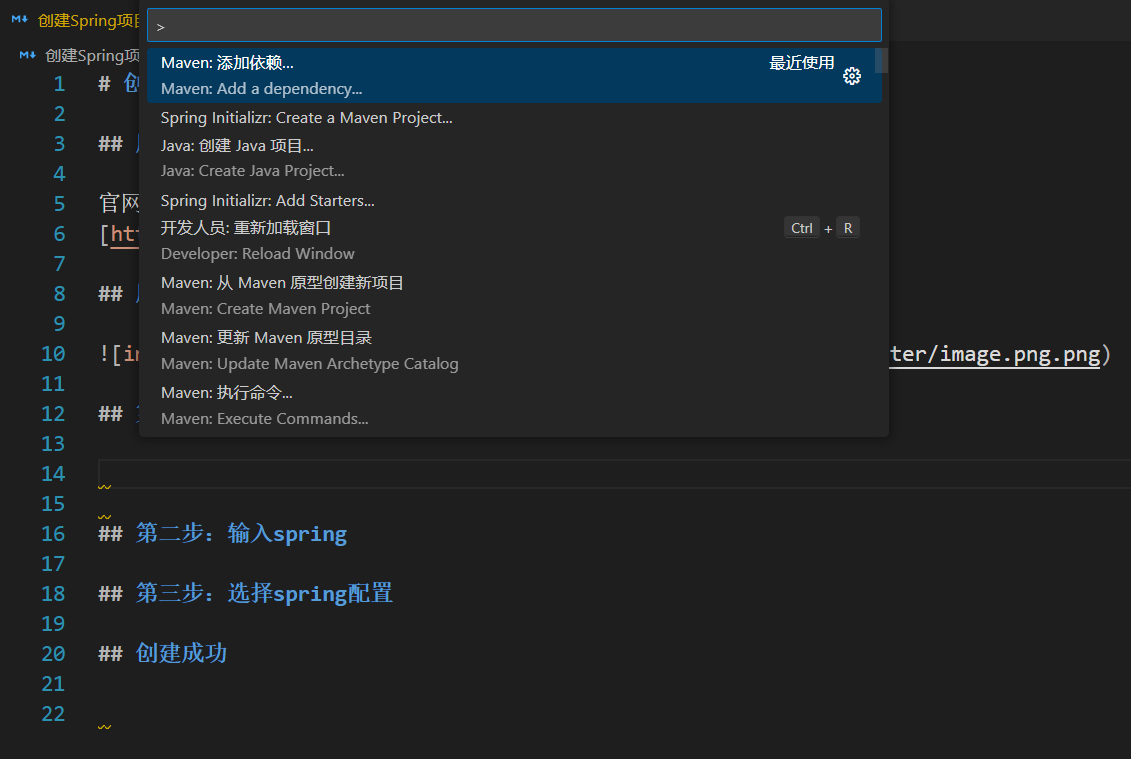 创建Spring项
>
创建Spring项
Maven: 添加依赖...
最近使用
Maven: Add a dependency...
Spring Initializr: Create a Maven Project...
Java: 创建 Java 项目...
Java: Create Java Project...
Spring Initializr: Add Starters...
开发人员: 重新加载窗口
Ctrl + R
Developer: Reload Window
Maven: 从 Maven 原型创建新项目
Maven: Create Maven Project
Maven: 更新 Maven 原型目录
Maven: Update Maven Archetype Catalog
Maven: 执行命令...
Maven: Execute Commands...
1 # 创
2
3 ##
4
5 官网
6 [htt
7
8 ##
9
10 ![in ter/image.png.png)
11
12 ##
13
14
15
16 ## 第二步：输入spring
17
18 ## 第三步：选择spring配置
19
20 ## 创建成功
21
22